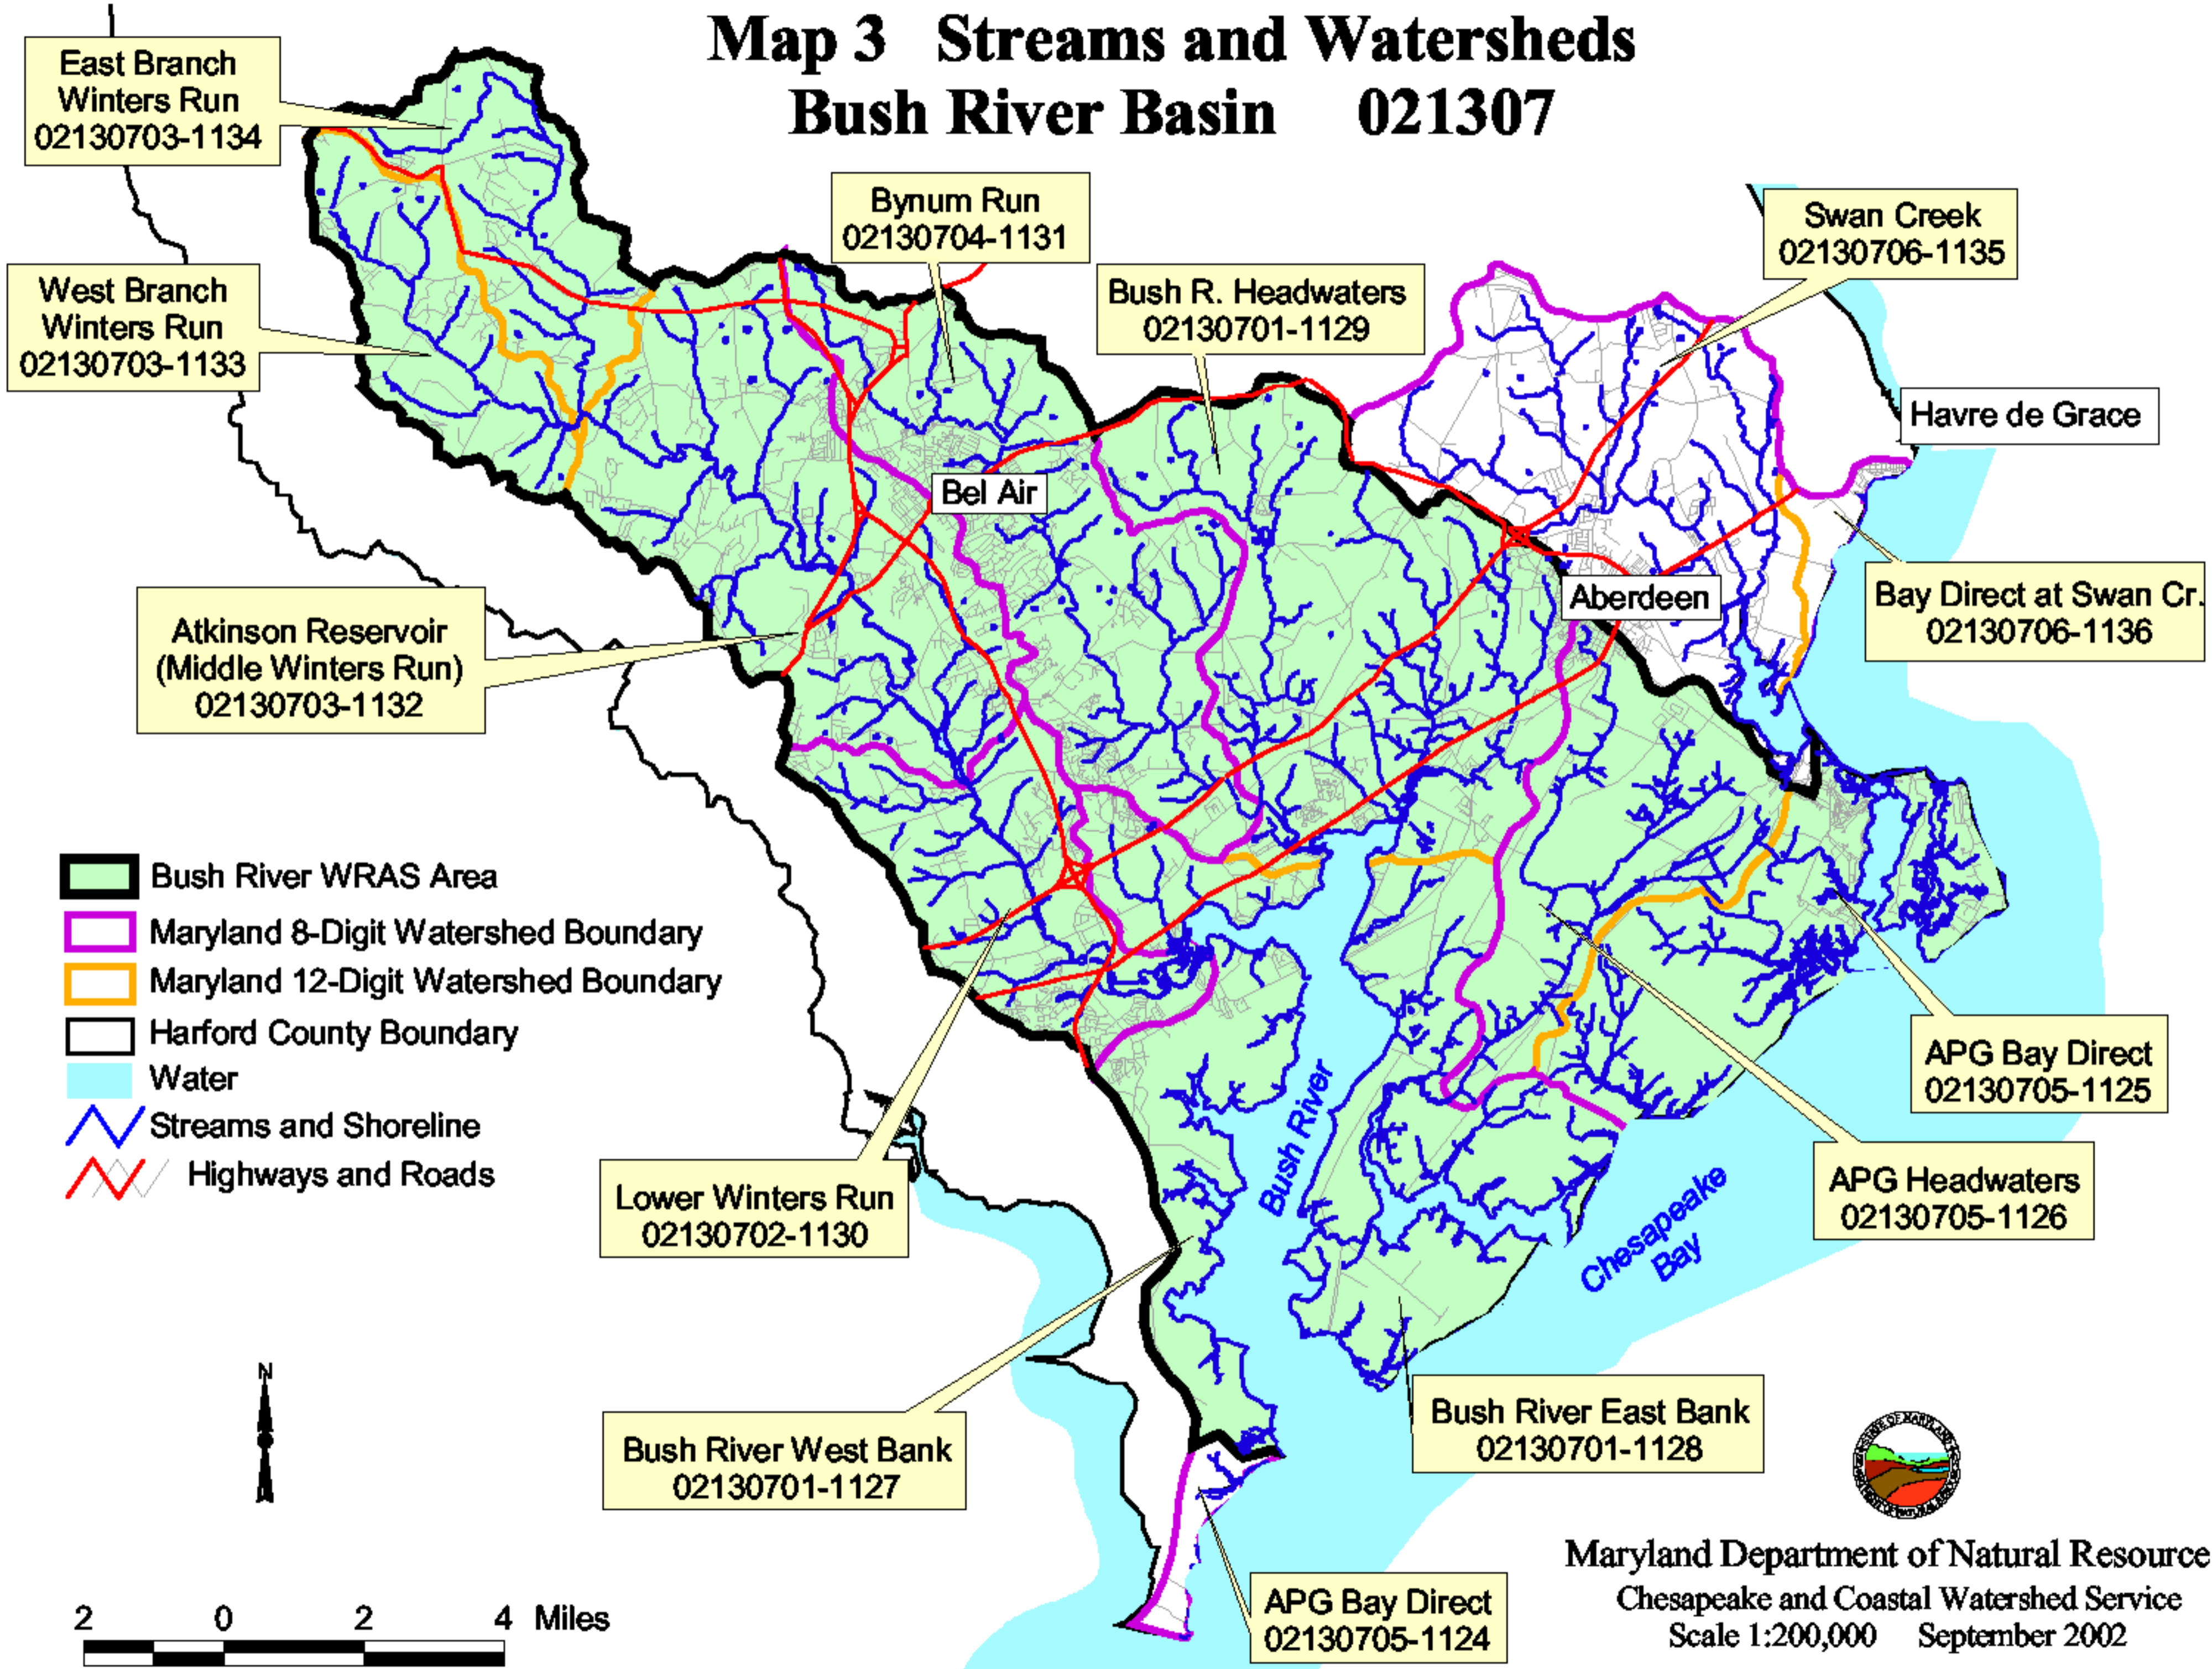 Map 3 Streams and Watersheds
Bush River Basin 021307
East Branch
Winters Run
02130703-1134
Bynum Run
02130704-1131
Swan Creek
02130706-1135
West Branch
Winters Run
02130703-1133
Bush R. Headwaters
02130701-1129
Havre de Grace
Bel Air
Aberdeen
Bay Direct at Swan Cr.
02130706-1136
Atkinson Reservoir
(Middle Winters Run)
02130703-1132
Bush River WRAS Area
Maryland 8-Digit Watershed Boundary
Maryland 12-Digit Watershed Boundary
Harford County Boundary
Water
Streams and Shoreline
Highways and Roads
APG Bay Direct
02130705-1125
APG Headwaters
02130705-1126
Lower Winters Run
02130702-1130
Bush River
Chesapeake
Bay
N
Bush River West Bank
02130701-1127
Bush River East Bank
02130701-1128
APG Bay Direct
02130705-1124
2 0 2 4 Miles
Maryland Department of Natural Resource
Chesapeake and Coastal Watershed Service
Scale 1:200,000 September 2002